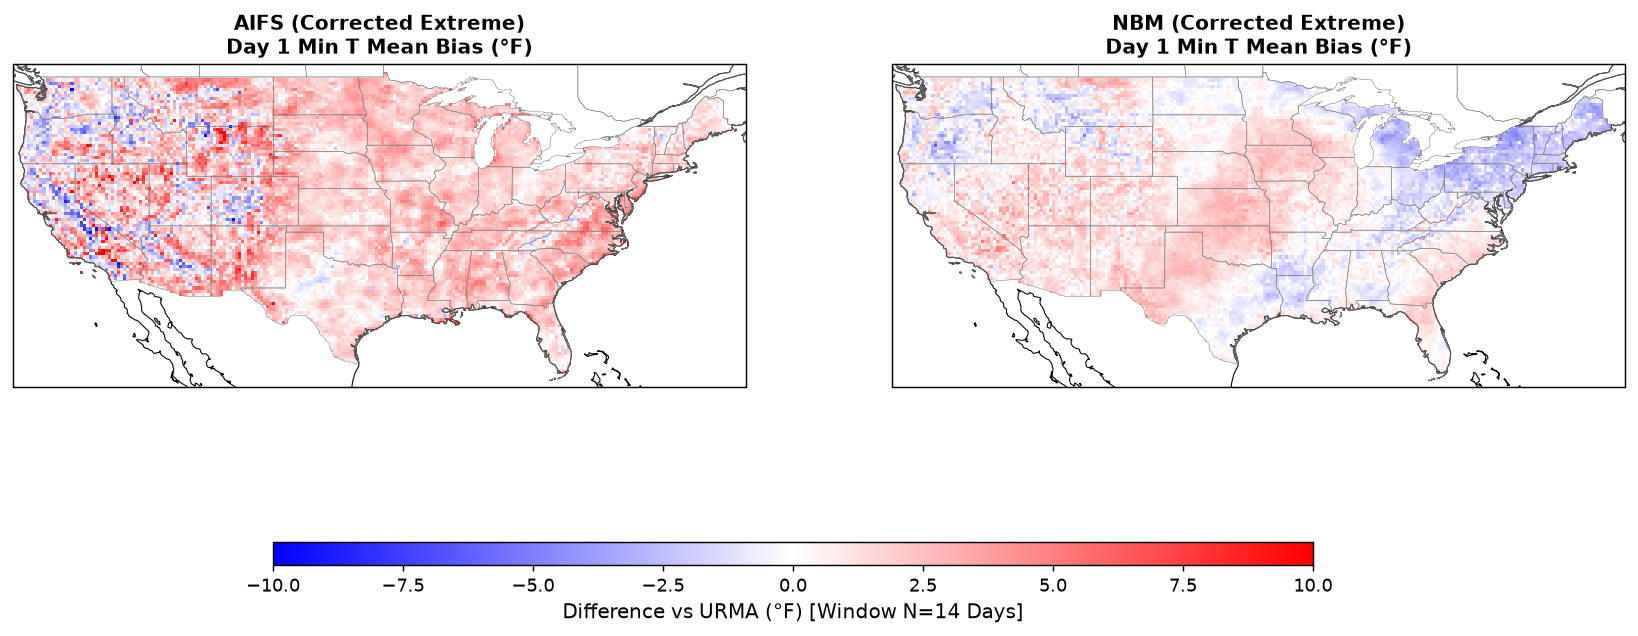 AIFS (Corrected Extreme)
Day 1 Min T Mean Bias (°F)
NBM (Corrected Extreme)
Day 1 Min T Mean Bias (°F)
−10.0 −7.5 −5.0 −2.5 0.0 2.5 5.0 7.5 10.0
Difference vs URMA (°F) [Window N=14 Days]